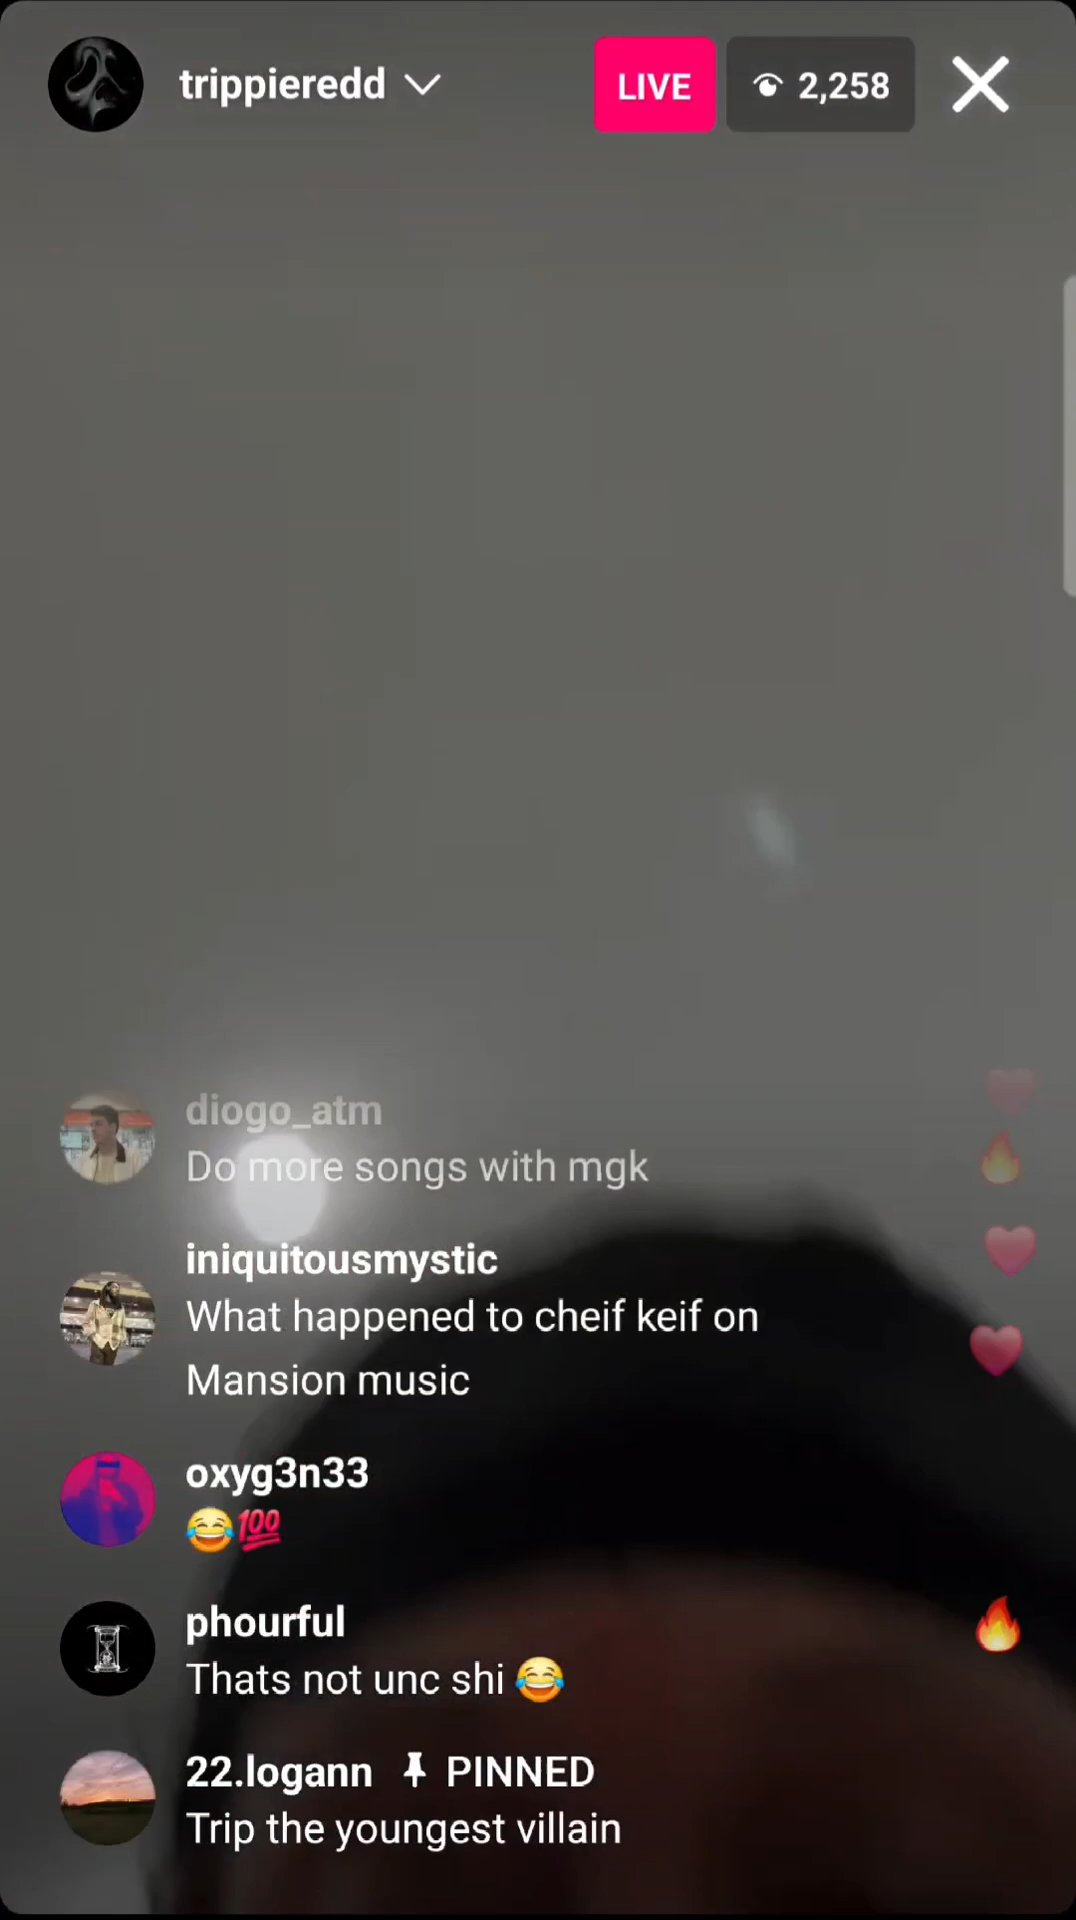 trippieredd
LIVE
2,258
diogo_atm
Do more songs with mgk
iniquitousmystic
What happened to cheif keif on
Mansion music
oxyg3n33
😂💯
phourful
Thats not unc shi 😂
22.logann PINNED
Trip the youngest villain